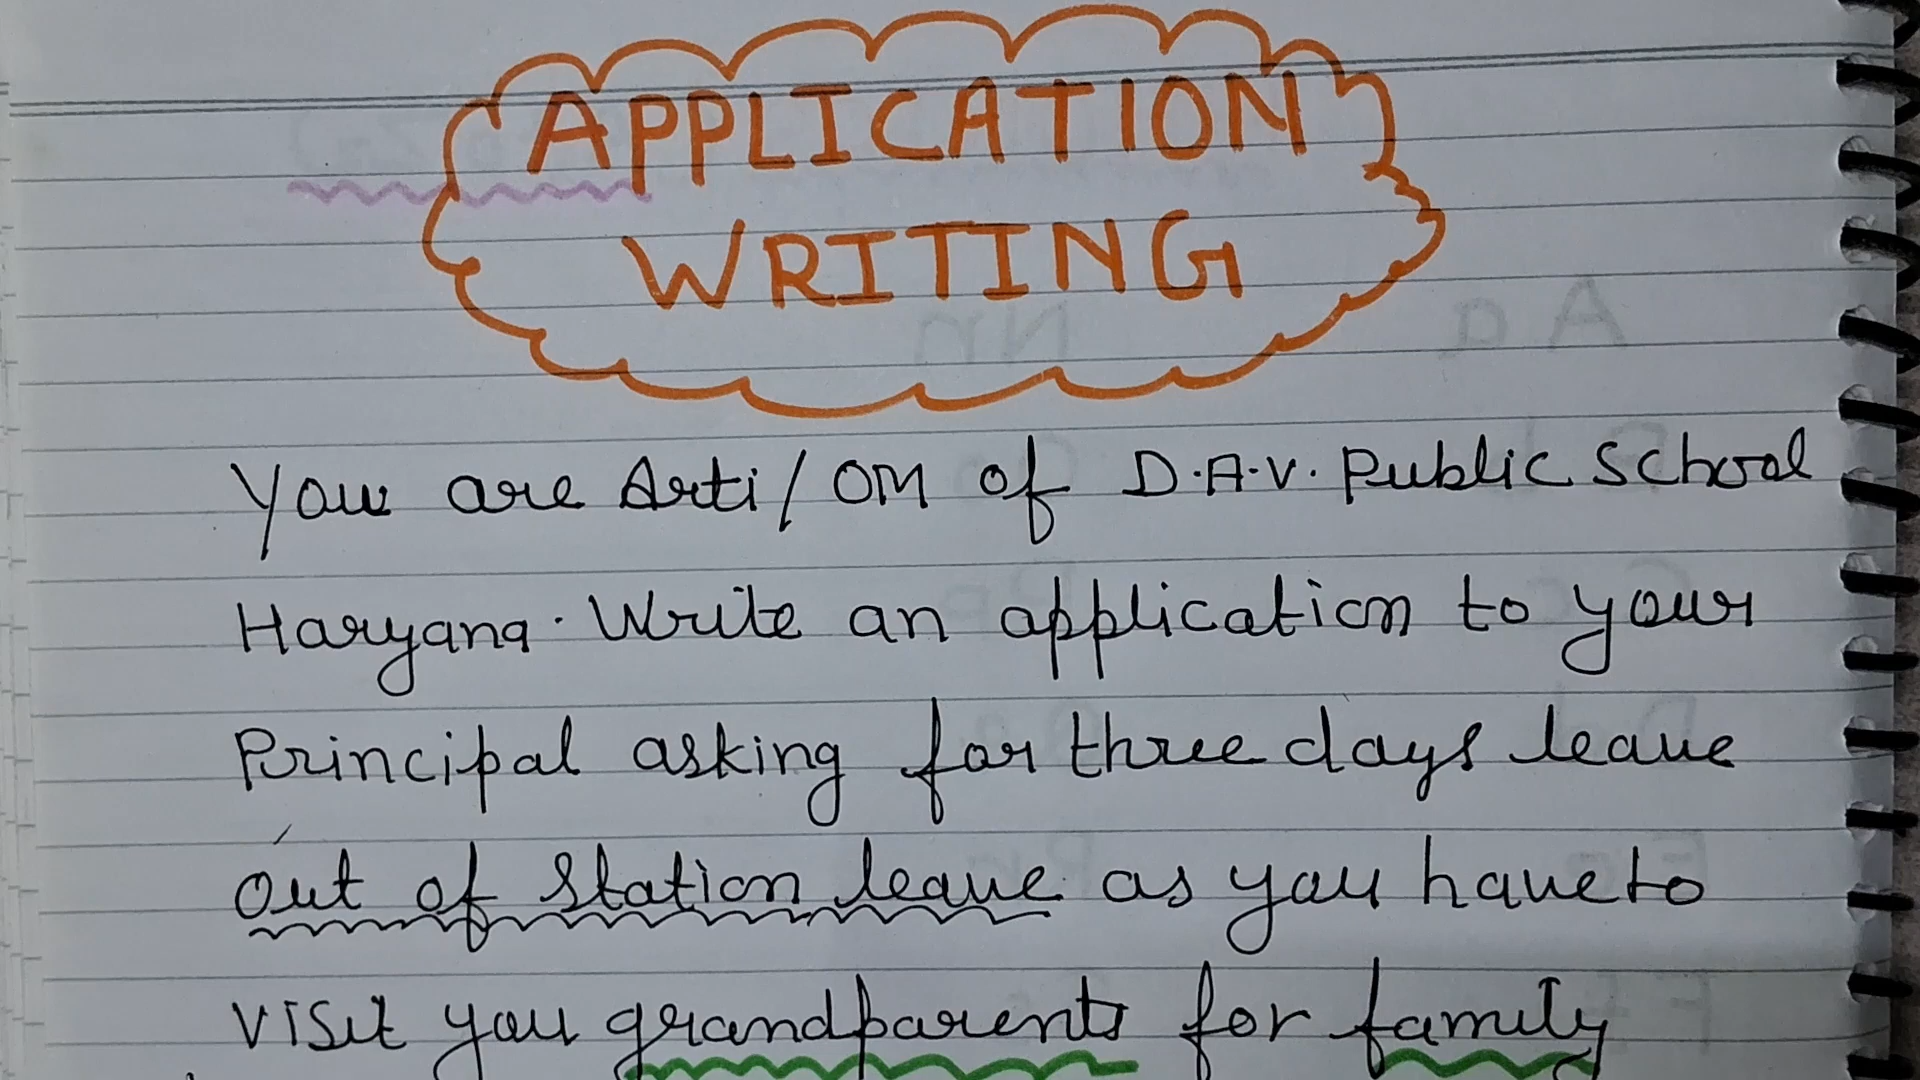 APPLICATION
WRITING
You are Arti/OM of D.A.V. Public School
Haryana. Write an application to your
Principal asking for three days leave
out of station leave as you have to
visit you grandparents for family